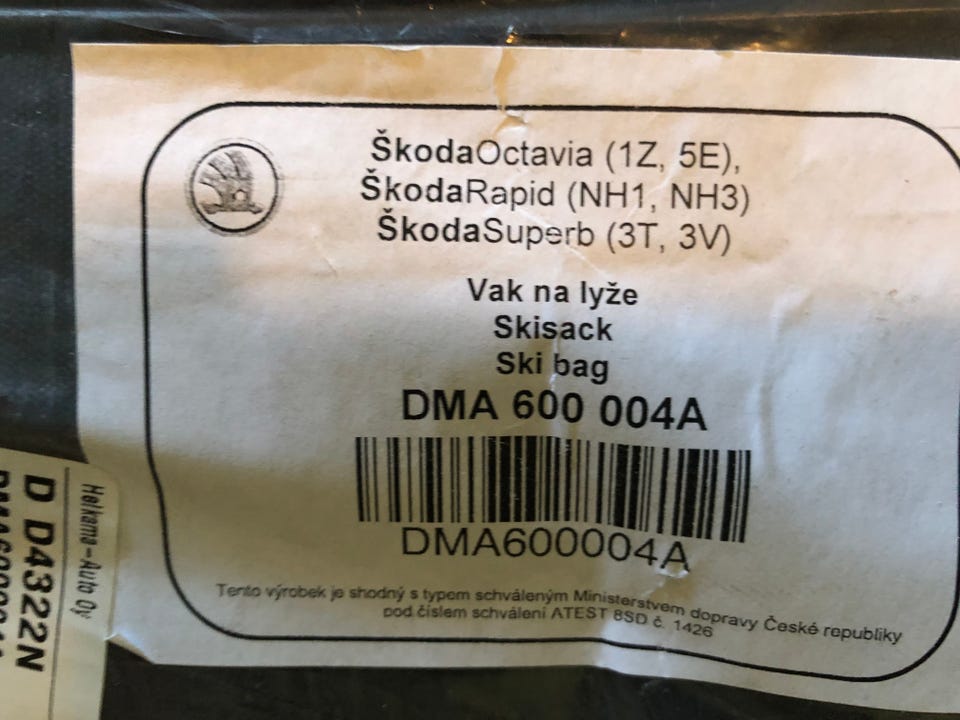 ŠkodaOctavia (1Z, 5E),
ŠkodaRapid (NH1, NH3)
ŠkodaSuperb (3T, 3V)
Vak na lyže
Skisack
Ski bag
DMA 600 004A
DMA600004A
Tento výrobek je shodný s typem schváleným Ministerstvem dopravy České republiky
pod číslem schválení ATEST 8SD č. 1426
Helkama-Auto Oy
D D4322N